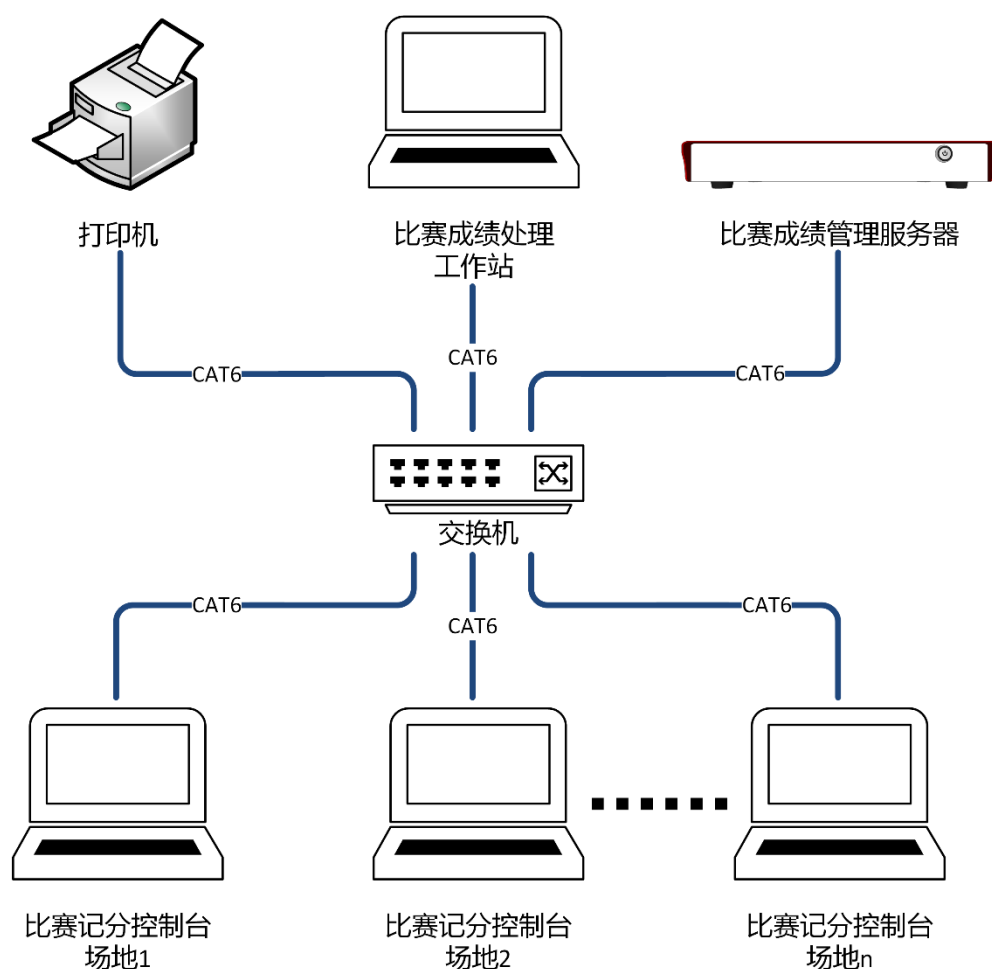 打印机
比赛成绩处理
工作站
比赛成绩管理服务器
CAT6
CAT6
CAT6
交换机
CAT6
CAT6
CAT6
比赛记分控制台
场地1
比赛记分控制台
场地2
比赛记分控制台
场地n